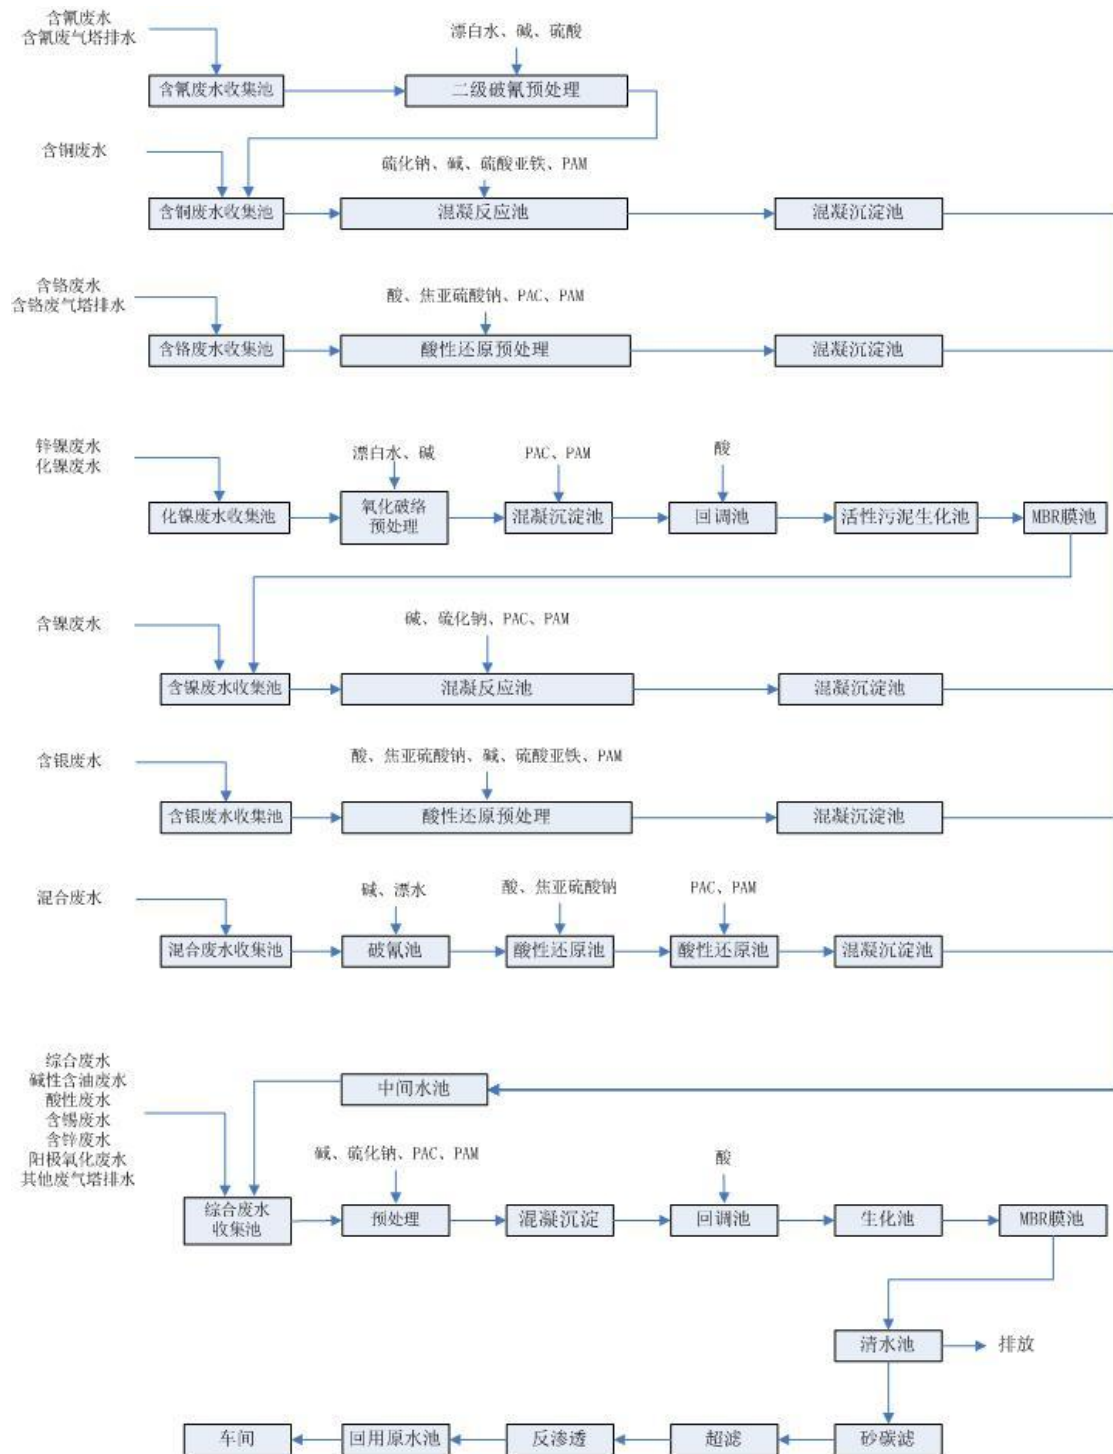 含氰废水
含氰废气塔排水
漂白水、碱、硫酸
含氰废水收集池
二级破氰预处理
含铜废水
硫化钠、碱、硫酸亚铁、PAM
含铜废水收集池
混凝反应池
混凝沉淀池
含铬废水
含铬废气塔排水
酸、焦亚硫酸钠、PAC、PAM
含铬废水收集池
酸性还原预处理
混凝沉淀池
锌镍废水
化镍废水
漂白水、碱
PAC、PAM
酸
化镍废水收集池
氧化破络
预处理
混凝沉淀池
回调池
活性污泥生化池
MBR膜池
含镍废水
碱、硫化钠、PAC、PAM
含镍废水收集池
混凝反应池
混凝沉淀池
含银废水
酸、焦亚硫酸钠、碱、硫酸亚铁、PAM
含银废水收集池
酸性还原预处理
混凝沉淀池
混合废水
碱、漂水
酸、焦亚硫酸钠
PAC、PAM
混合废水收集池
破氰池
酸性还原池
酸性还原池
混凝沉淀池
综合废水
碱性含油废水
酸性废水
含锡废水
含锌废水
阳极氧化废水
其他废气塔排水
中间水池
碱、硫化钠、PAC、PAM
酸
综合废水
收集池
预处理
混凝沉淀
回调池
生化池
MBR膜池
清水池
排放
车间
回用原水池
反渗透
超滤
砂碳滤